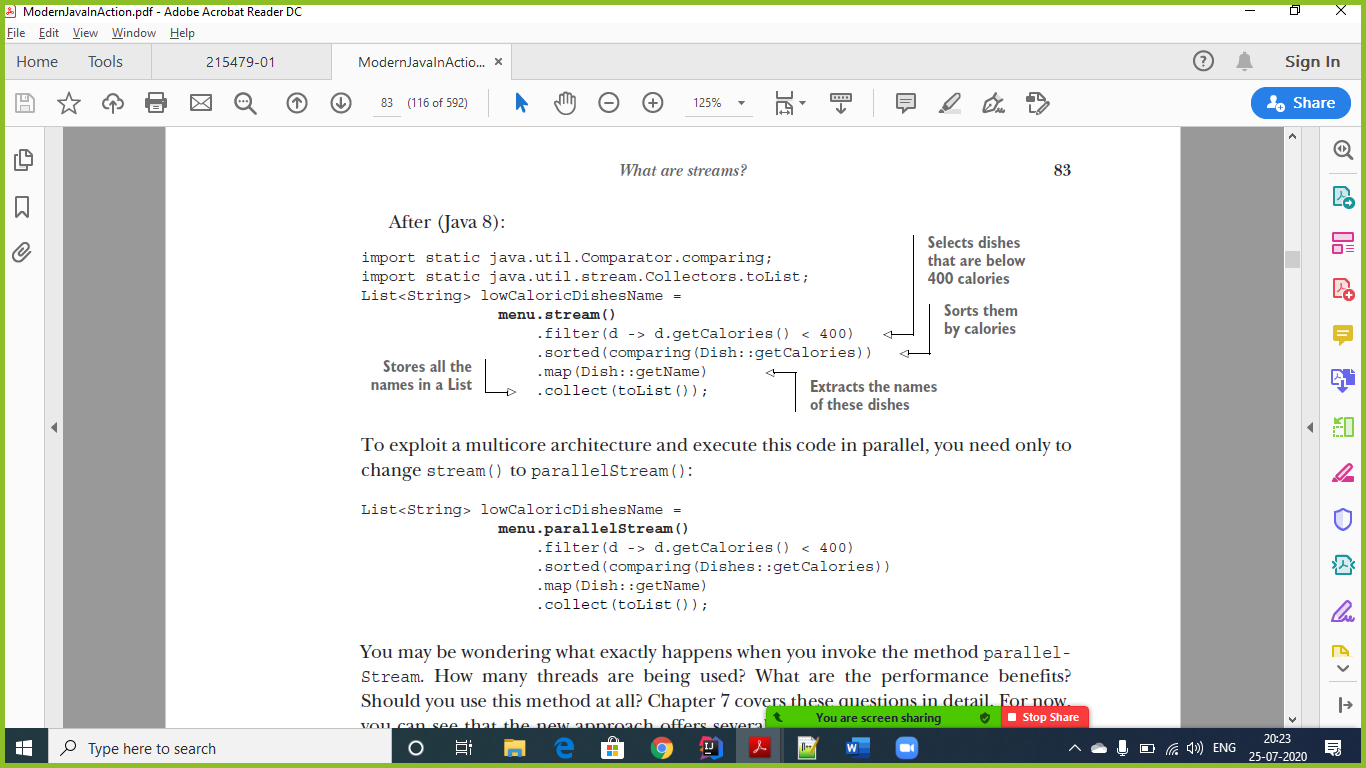 ModernJavaInAction.pdf - Adobe Acrobat Reader DC
File Edit View Window Help
Home Tools 215479-01 ModernJavaInActio... × Sign In
83 (116 of 592) 125% Share
What are streams? 83
After (Java 8):
import static java.util.Comparator.comparing;
import static java.util.stream.Collectors.toList;
List<String> lowCaloricDishesName =
menu.stream()
.filter(d -> d.getCalories() < 400)
.sorted(comparing(Dish::getCalories))
.map(Dish::getName)
.collect(toList());
Selects dishes
that are below
400 calories
Sorts them
by calories
Stores all the
names in a List
Extracts the names
of these dishes
To exploit a multicore architecture and execute this code in parallel, you need only to
change stream() to parallelStream():
List<String> lowCaloricDishesName =
menu.parallelStream()
.filter(d -> d.getCalories() < 400)
.sorted(comparing(Dishes::getCalories))
.map(Dish::getName)
.collect(toList());
You may be wondering what exactly happens when you invoke the method parallel-
Stream. How many threads are being used? What are the performance benefits?
Should you use this method at all? Chapter 7 covers these questions in detail. For now,
you can see that the new approach offers several
You are screen sharing Stop Share
Type here to search
ENG
20:23
25-07-2020